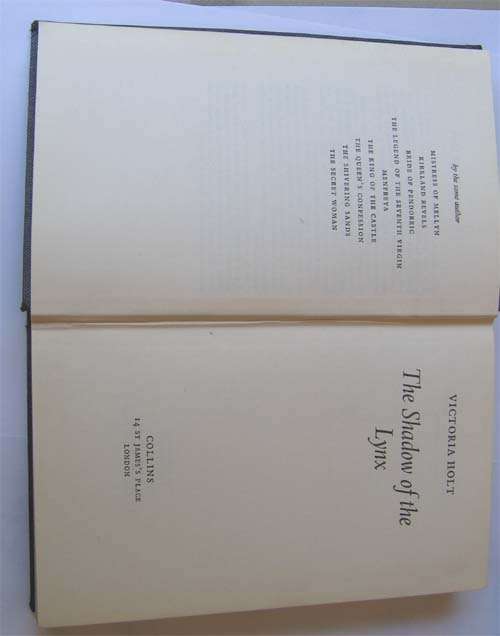 by the same author
MISTRESS OF MELLYN
KIRKLAND REVELS
BRIDE OF PENDORRIC
THE LEGEND OF THE SEVENTH VIRGIN
MENFREYA
THE KING OF THE CASTLE
THE QUEEN'S CONFESSION
THE SHIVERING SANDS
THE SECRET WOMAN
VICTORIA HOLT
The Shadow of the
Lynx
COLLINS
14 ST JAMES'S PLACE
LONDON